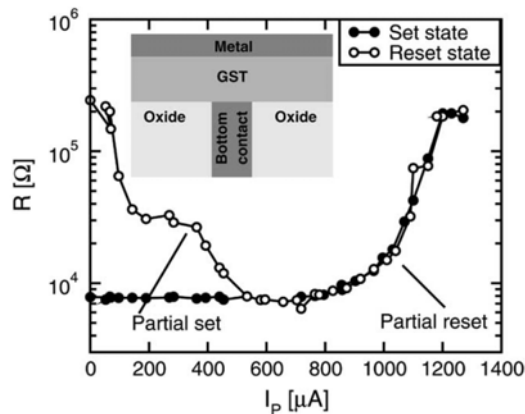 10^6
10^5
10^4
R [Ω]
Metal
GST
Oxide
Bottom contact
Oxide
Set state
Reset state
Partial set
Partial reset
0 200 400 600 800 1000 1200 1400
I_P [μA]